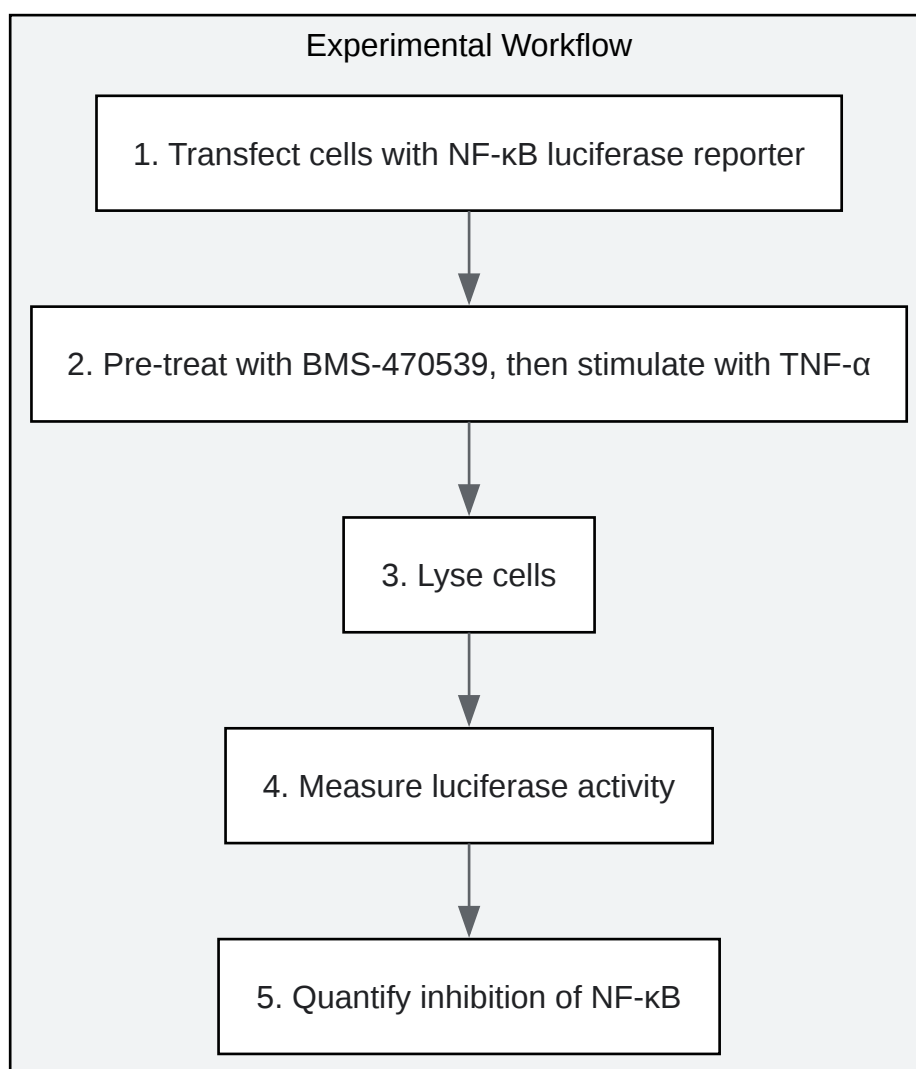 Experimental Workflow
1. Transfect cells with NF-κB luciferase reporter
2. Pre-treat with BMS-470539, then stimulate with TNF-α
3. Lyse cells
4. Measure luciferase activity
5. Quantify inhibition of NF-κB